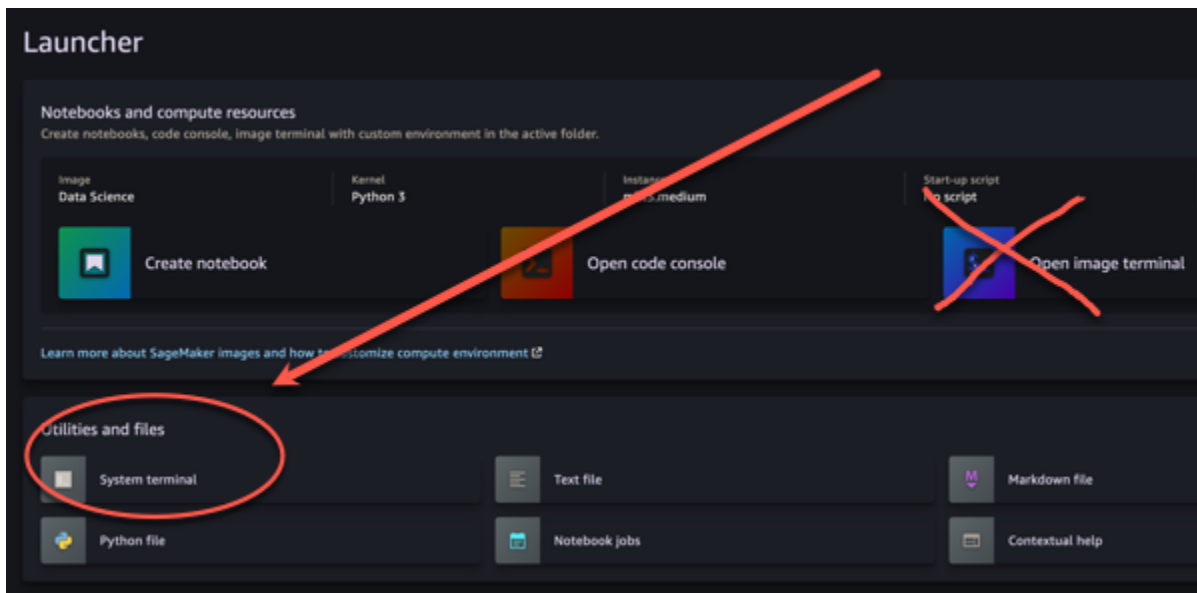 Launcher
Notebooks and compute resources
Create notebooks, code console, image terminal with custom environment in the active folder.
Image
Kernel
Start-up script
Data Science
Python 3
script
Create notebook
Open code console
Open image terminal
Learn more about SageMaker images and how to customize compute environment
Utilities and files
System terminal
Text file
Markdown file
Python file
Notebook jobs
Contextual help